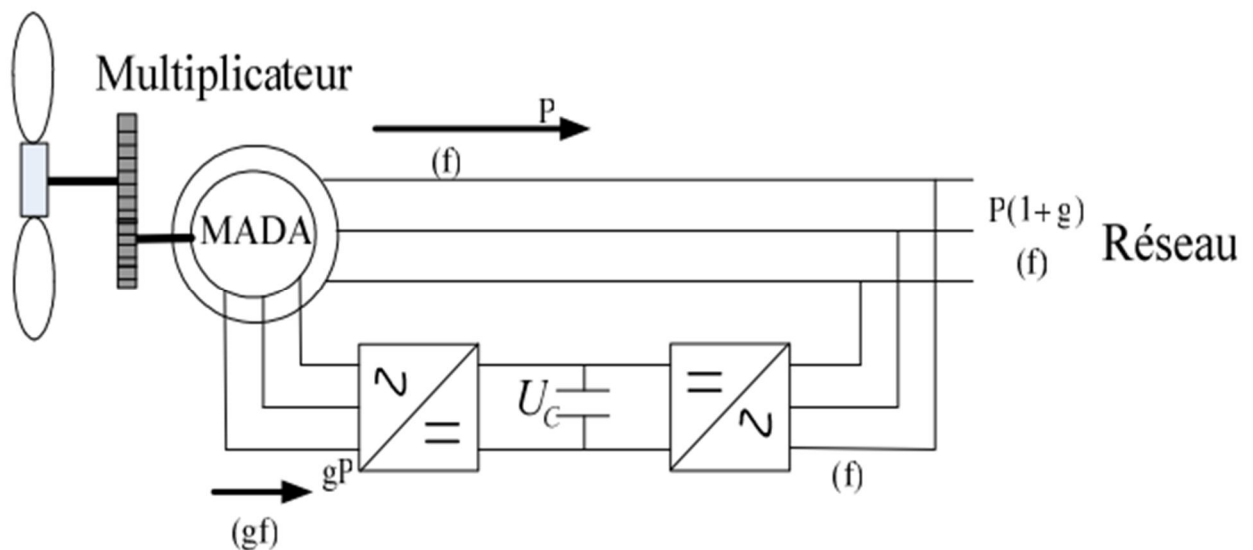 Multiplicateur
P
(f)
MADA
P(1+g)
(f)
Réseau
U_C
gP
(gf)
(f)